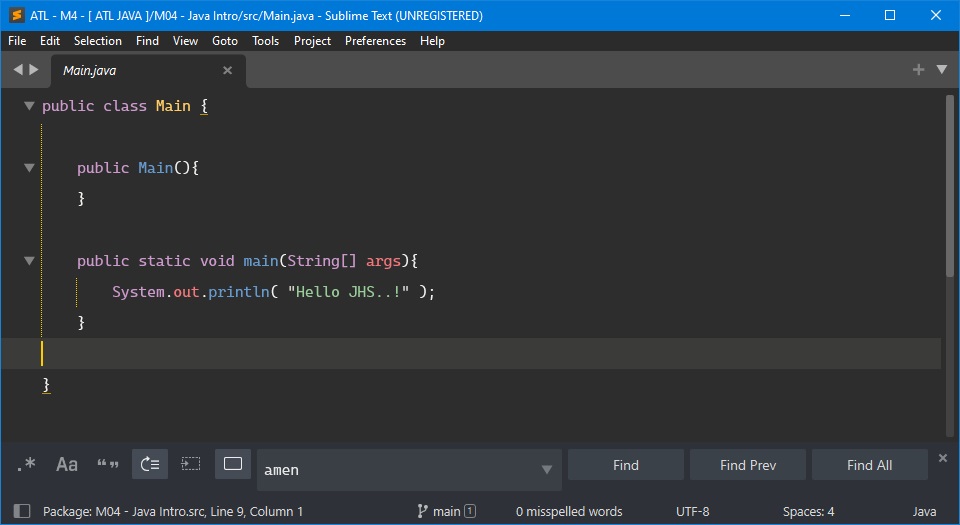 ATL - M4 - [ ATL JAVA ]/M04 - Java Intro/src/Main.java - Sublime Text (UNREGISTERED)
File Edit Selection Find View Goto Tools Project Preferences Help
Main.java
public class Main {
public Main(){
}
public static void main(String[] args){
System.out.println( "Hello JHS..!" );
}
}
.* Aa “” amen Find Find Prev Find All
Package: M04 - Java Intro.src, Line 9, Column 1 main 1 0 misspelled words UTF-8 Spaces: 4 Java